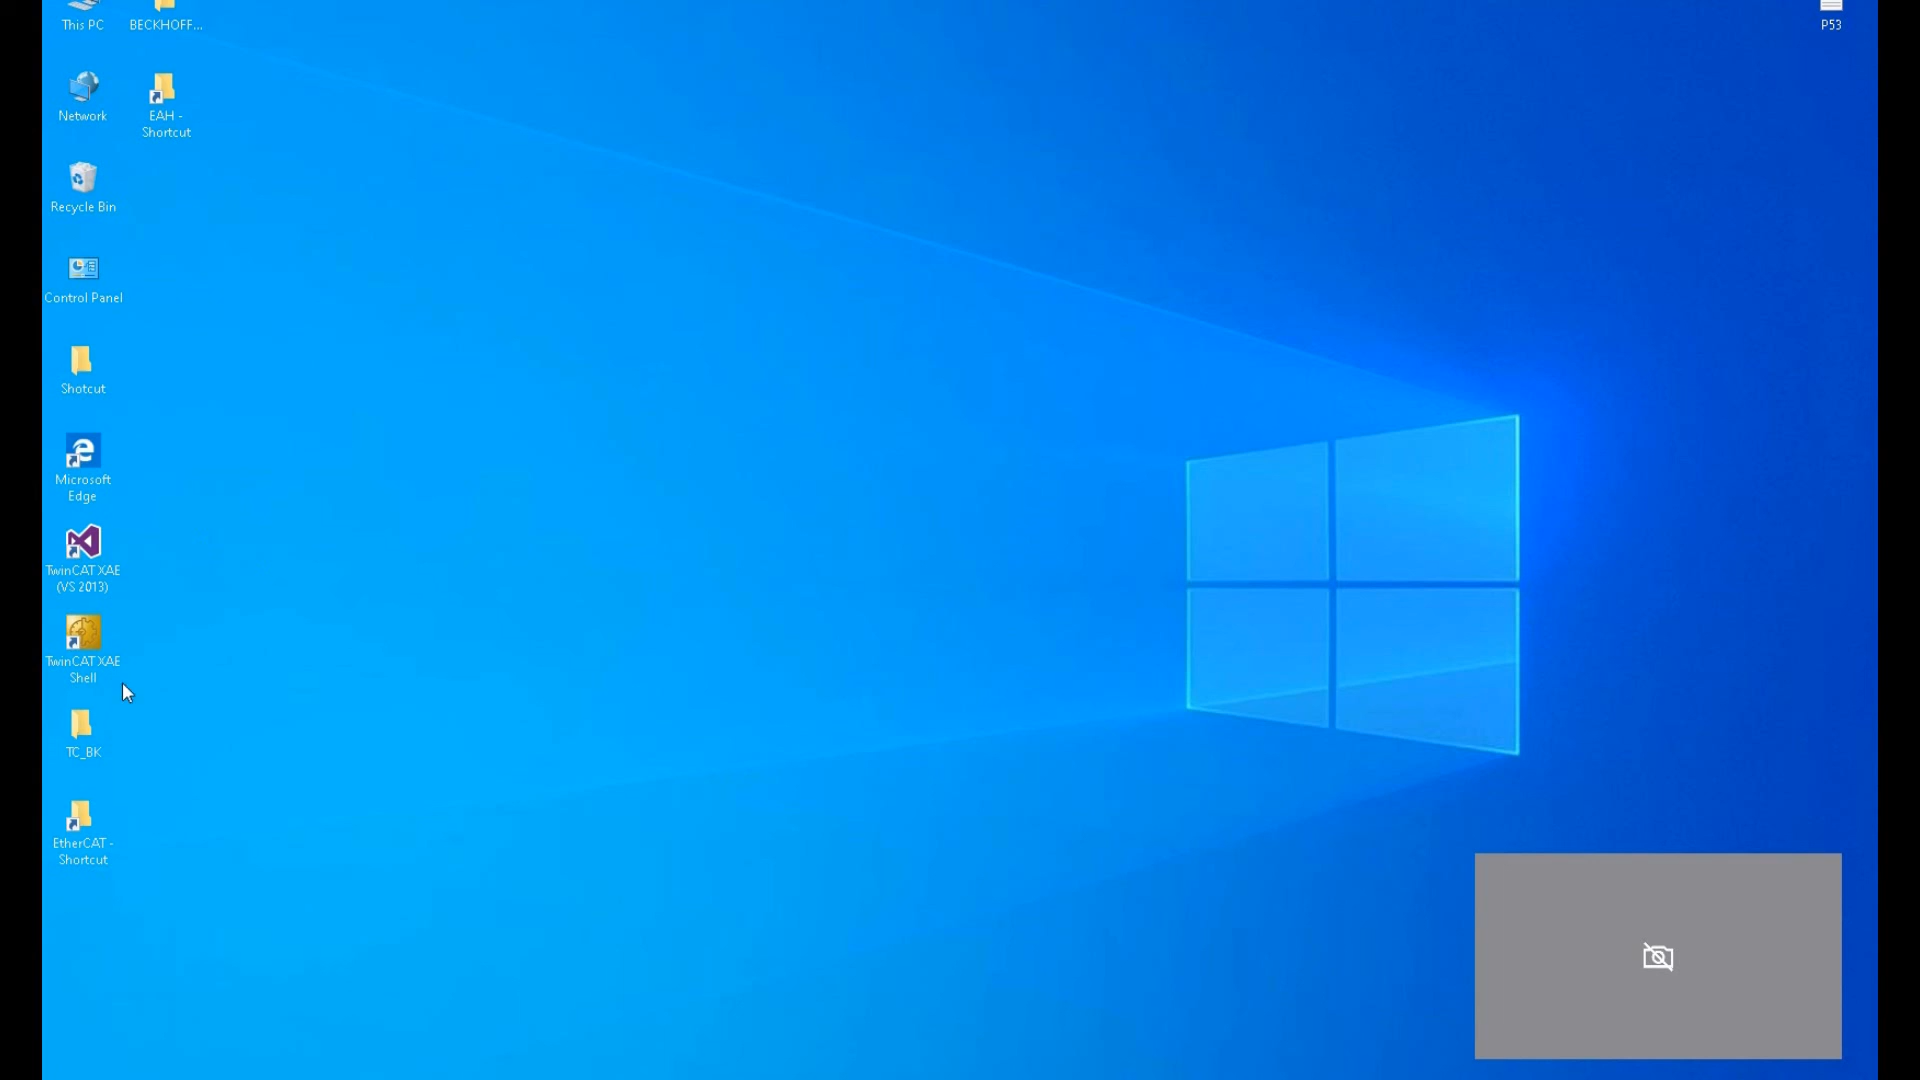 This PC
BECKHOFF...
P53
Network
EAH -
Shortcut
Recycle Bin
Control Panel
Shotcut
Microsoft
Edge
TwinCAT XAE
(VS 2013)
TwinCAT XAE
Shell
TC_BK
EtherCAT -
Shortcut